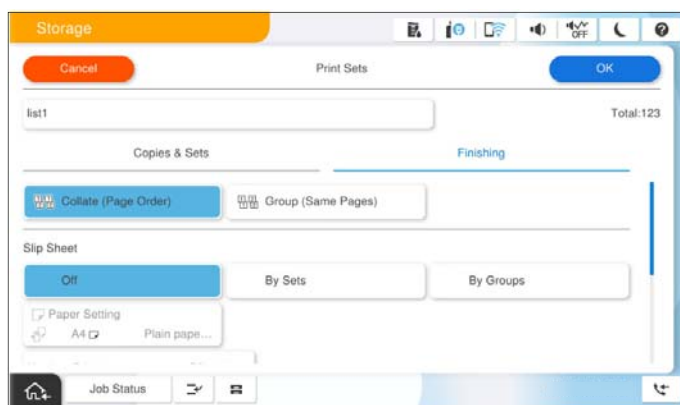 Storage
OFF
Cancel
Print Sets
OK
list1
Total:123
Copies & Sets
Finishing
Collate (Page Order)
Group (Same Pages)
Slip Sheet
Off
By Sets
By Groups
Paper Setting
A4
Plain pape...
Job Status